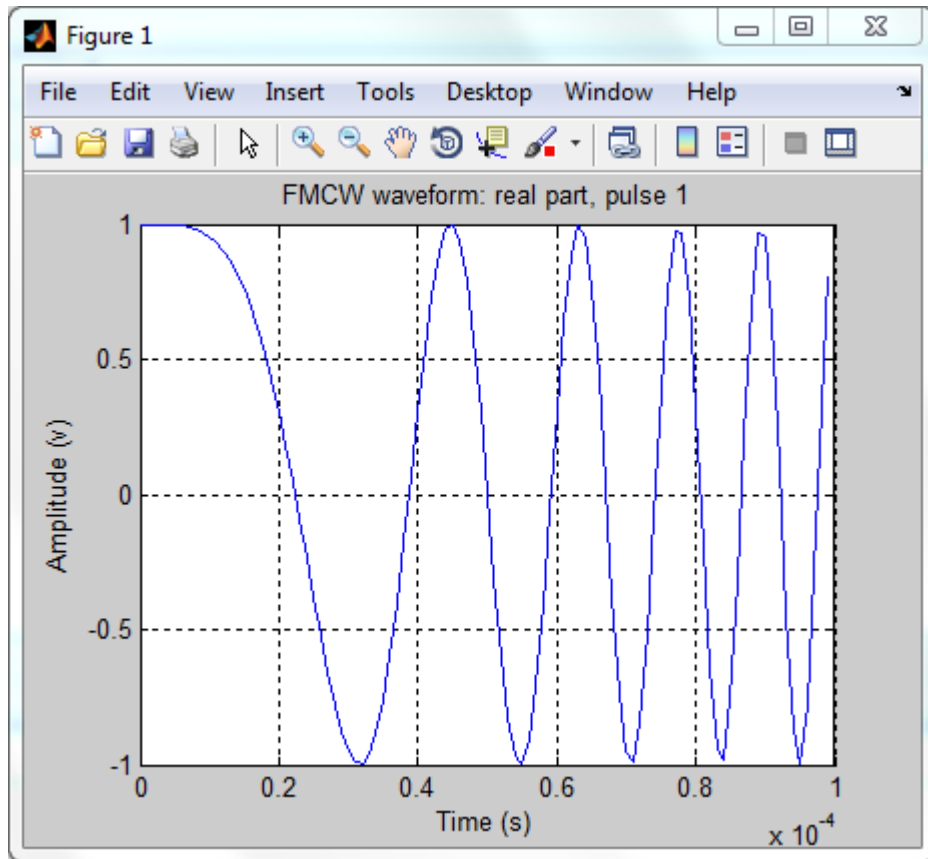 Figure 1
File Edit View Insert Tools Desktop Window Help
FMCW waveform: real part, pulse 1
1
0.5
0
-0.5
-1
Amplitude (v)
0 0.2 0.4 0.6 0.8 1
Time (s)
x 10^-4